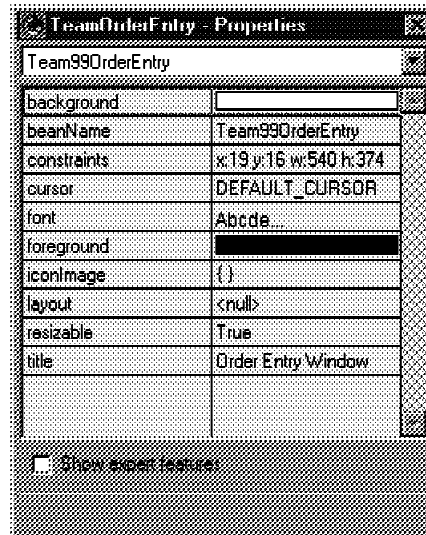 TeamOrderEntry - Properties
Team99OrderEntry
background
beanName Team99OrderEntry
constraints x:19 y:16 w:540 h:374
cursor DEFAULT_CURSOR
font Abcde...
foreground
iconImage { }
layout <null>
resizable True
title Order Entry Window
Show expert features